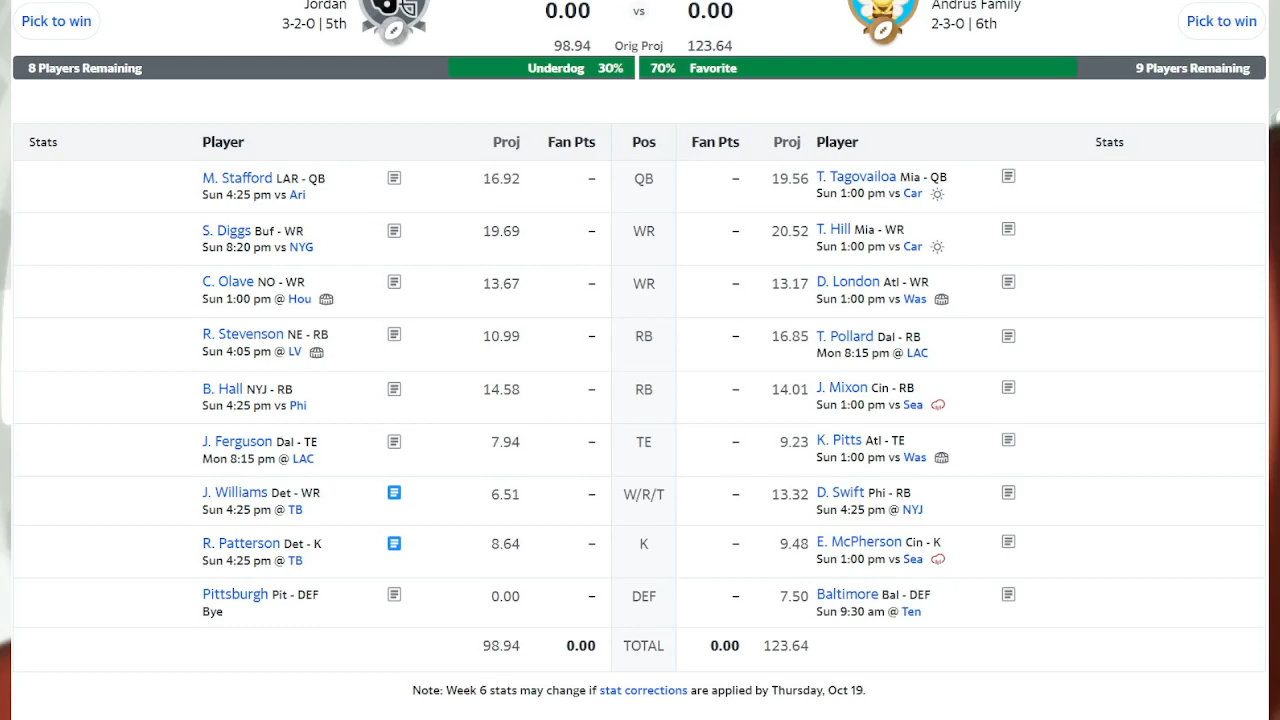 Jordan
0.00 vs 0.00
Andrus Family
Pick to win
3-2-0 | 5th
2-3-0 | 6th
Pick to win
98.94 Orig Proj 123.64
8 Players Remaining Underdog 30% 70% Favorite 9 Players Remaining
Stats Player Proj Fan Pts Pos Fan Pts Proj Player Stats
M. Stafford LAR - QB 16.92 – QB – 19.56 T. Tagovailoa Mia - QB
Sun 4:25 pm vs Ari Sun 1:00 pm vs Car
S. Diggs Buf - WR 19.69 – WR – 20.52 T. Hill Mia - WR
Sun 8:20 pm vs NYG Sun 1:00 pm vs Car
C. Olave NO - WR 13.67 – WR – 13.17 D. London Atl - WR
Sun 1:00 pm @ Hou Sun 1:00 pm vs Was
R. Stevenson NE - RB 10.99 – RB – 16.85 T. Pollard Dal - RB
Sun 4:05 pm @ LV Mon 8:15 pm @ LAC
B. Hall NYJ - RB 14.58 – RB – 14.01 J. Mixon Cin - RB
Sun 4:25 pm vs Phi Sun 1:00 pm vs Sea
J. Ferguson Dal - TE 7.94 – TE – 9.23 K. Pitts Atl - TE
Mon 8:15 pm @ LAC Sun 1:00 pm vs Was
J. Williams Det - WR 6.51 – W/R/T – 13.32 D. Swift Phi - RB
Sun 4:25 pm @ TB Sun 4:25 pm @ NYJ
R. Patterson Det - K 8.64 – K – 9.48 E. McPherson Cin - K
Sun 4:25 pm @ TB Sun 1:00 pm vs Sea
Pittsburgh Pit - DEF 0.00 – DEF – 7.50 Baltimore Bal - DEF
Bye Sun 9:30 am @ Ten
98.94 0.00 TOTAL 0.00 123.64
Note: Week 6 stats may change if stat corrections are applied by Thursday, Oct 19.